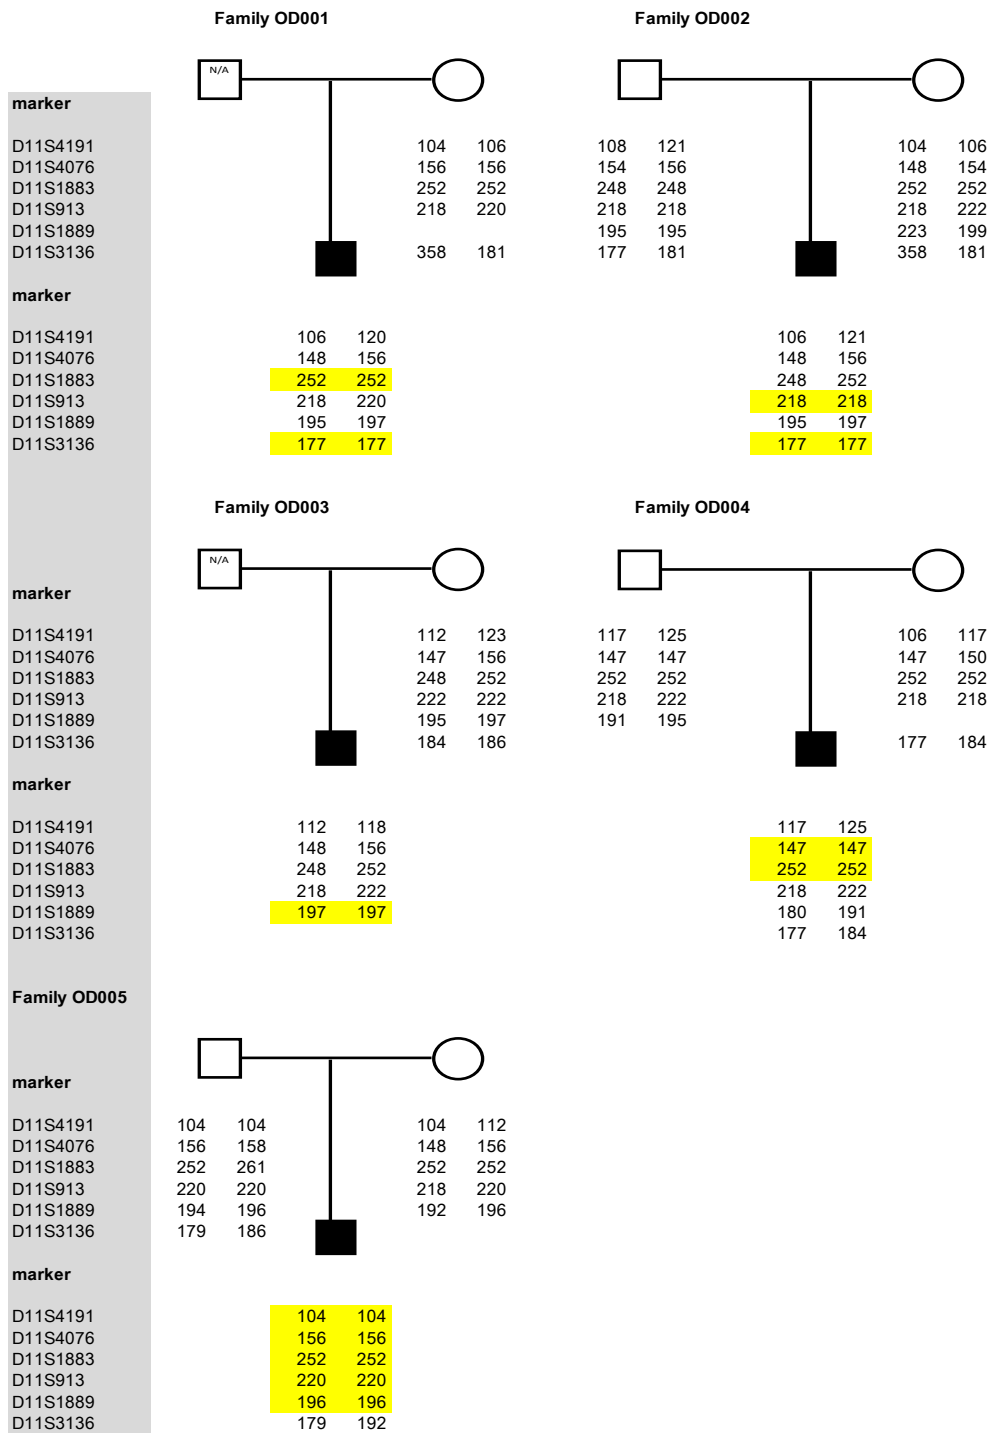 Family OD001 Family OD002
N/A
marker
D11S4191 104 106 108 121 104 106
D11S4076 156 156 154 156 148 154
D11S1883 252 252 248 248 252 252
D11S913 218 220 218 218 218 222
D11S1889 195 195 223 199
D11S3136 358 181 177 181 358 181
marker
D11S4191 106 120 106 121
D11S4076 148 156 148 156
D11S1883 252 252 248 252
D11S913 218 220 218 218
D11S1889 195 197 195 197
D11S3136 177 177 177 177
Family OD003 Family OD004
N/A
marker
D11S4191 112 123 117 125 106 117
D11S4076 147 156 147 147 147 150
D11S1883 248 252 252 252 252 252
D11S913 222 222 218 222 218 218
D11S1889 195 197 191 195
D11S3136 184 186 177 184
marker
D11S4191 112 118 117 125
D11S4076 148 156 147 147
D11S1883 248 252 252 252
D11S913 218 222 218 222
D11S1889 197 197 180 191
D11S3136 177 184
Family OD005
marker
D11S4191 104 104 104 112
D11S4076 156 158 148 156
D11S1883 252 261 252 252
D11S913 220 220 218 220
D11S1889 194 196 192 196
D11S3136 179 186
marker
D11S4191 104 104
D11S4076 156 156
D11S1883 252 252
D11S913 220 220
D11S1889 196 196
D11S3136 179 192